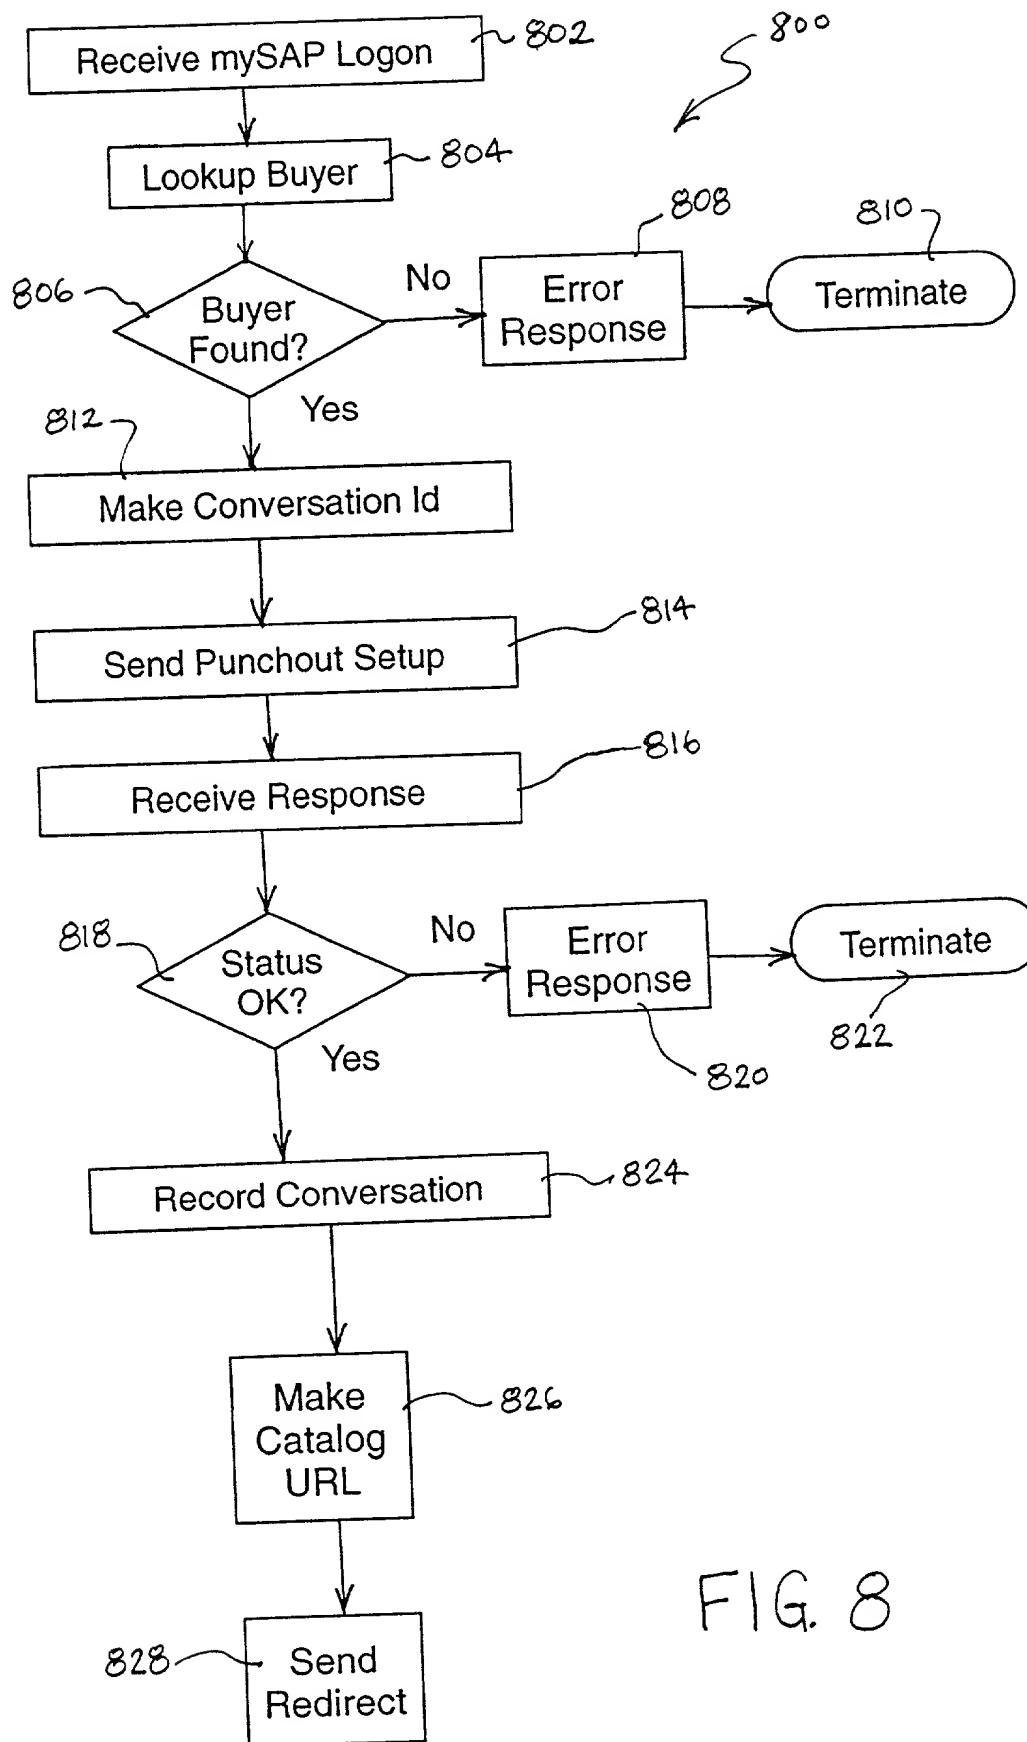 800
Receive mySAP Logon
802
Lookup Buyer
804
806
Buyer
Found?
No
Error
Response
808
Terminate
810
Yes
812
Make Conversation Id
Send Punchout Setup
814
Receive Response
816
818
Status
OK?
No
Error
Response
820
Terminate
822
Yes
Record Conversation
824
Make
Catalog
URL
826
828
Send
Redirect
FIG. 8